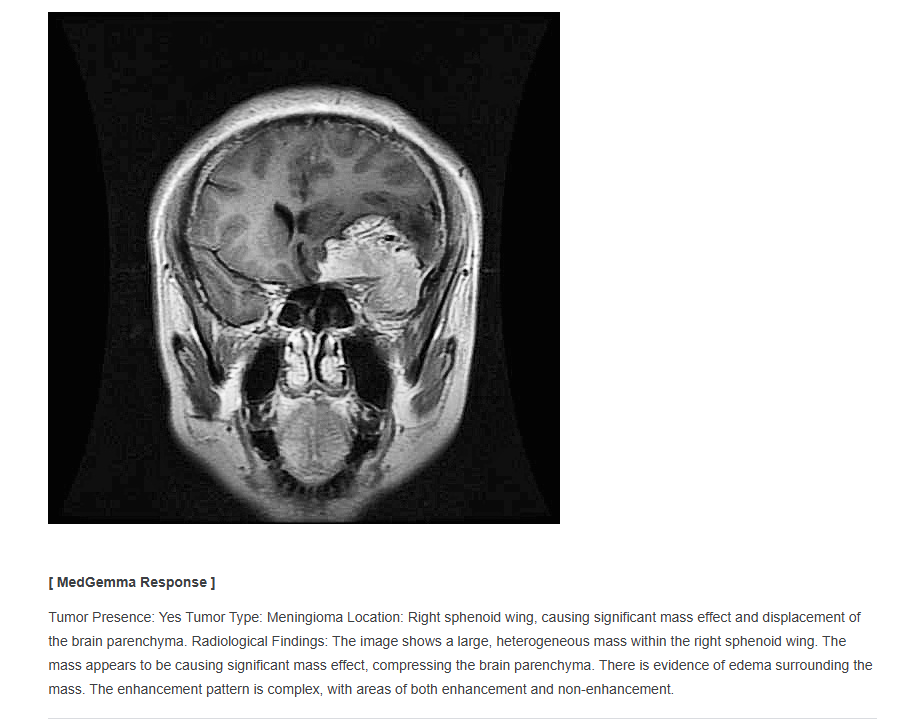 [ MedGemma Response ]
Tumor Presence: Yes Tumor Type: Meningioma Location: Right sphenoid wing, causing significant mass effect and displacement of
the brain parenchyma. Radiological Findings: The image shows a large, heterogeneous mass within the right sphenoid wing. The
mass appears to be causing significant mass effect, compressing the brain parenchyma. There is evidence of edema surrounding the
mass. The enhancement pattern is complex, with areas of both enhancement and non-enhancement.